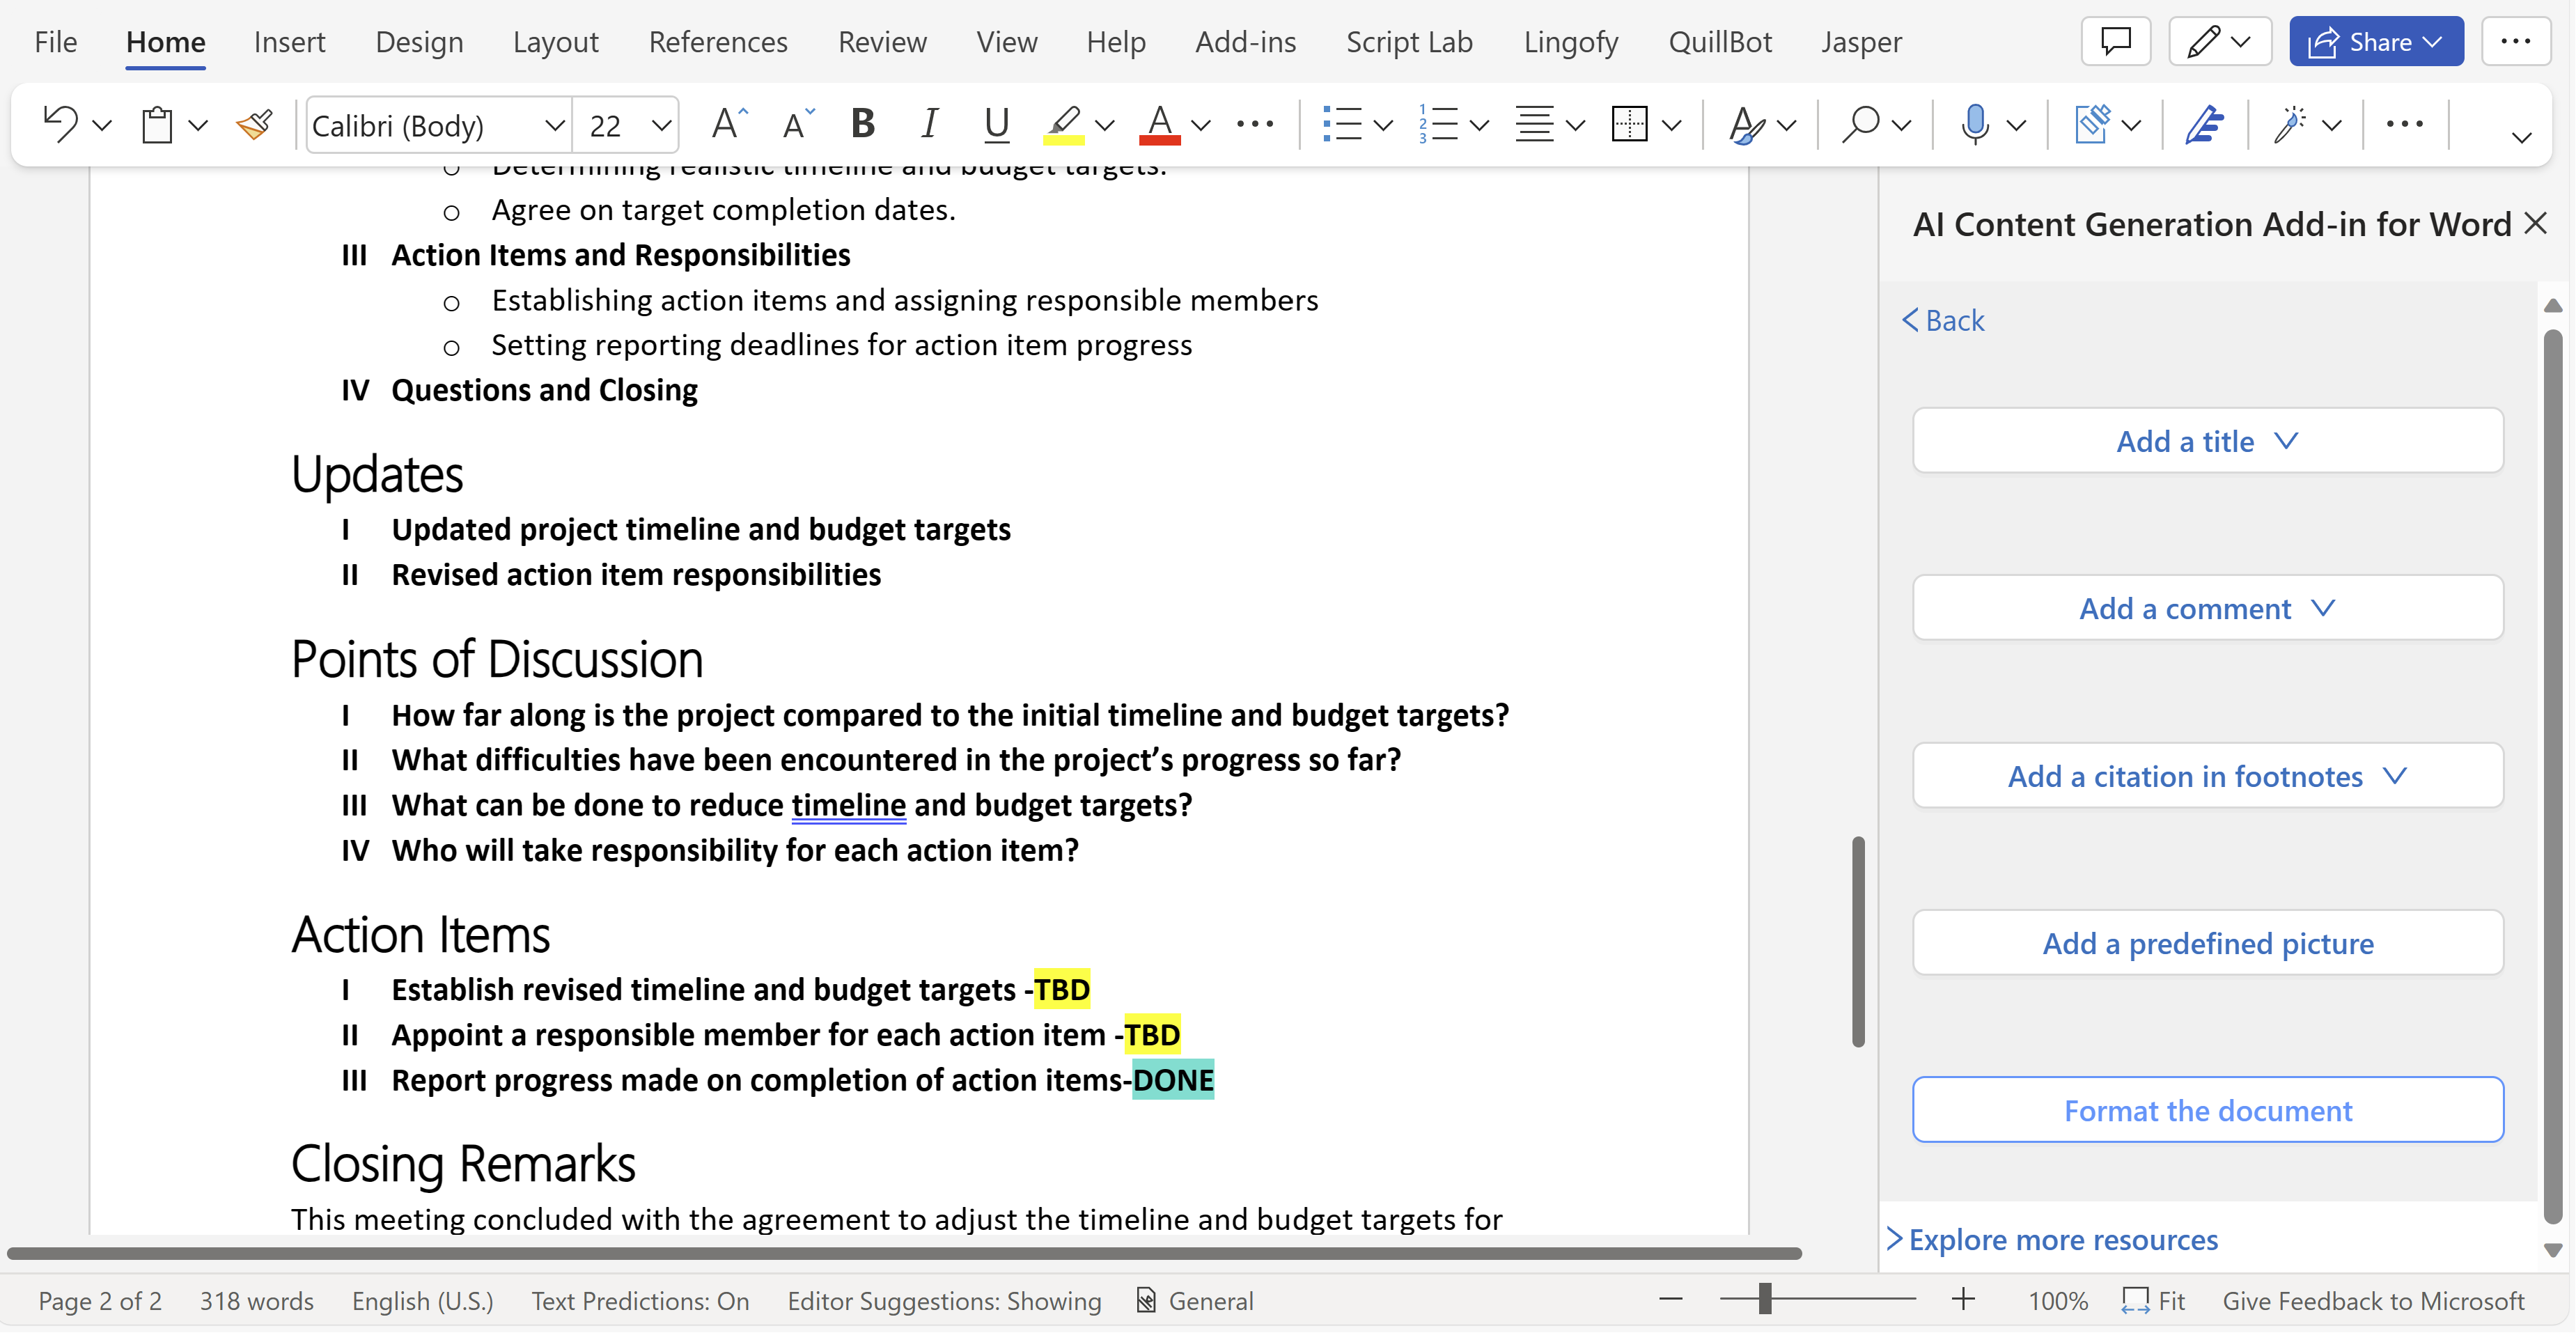 File Home Insert Design Layout References Review View Help Add-ins Script Lab Lingofy QuillBot Jasper Share
Calibri (Body) 22
Determining realistic timeline and budget targets.
Agree on target completion dates.
III Action Items and Responsibilities
Establishing action items and assigning responsible members
Setting reporting deadlines for action item progress
IV Questions and Closing
Updates
I Updated project timeline and budget targets
II Revised action item responsibilities
Points of Discussion
I How far along is the project compared to the initial timeline and budget targets?
II What difficulties have been encountered in the project’s progress so far?
III What can be done to reduce timeline and budget targets?
IV Who will take responsibility for each action item?
Action Items
I Establish revised timeline and budget targets -TBD
II Appoint a responsible member for each action item -TBD
III Report progress made on completion of action items-DONE
Closing Remarks
This meeting concluded with the agreement to adjust the timeline and budget targets for
AI Content Generation Add-in for Word
Back
Add a title
Add a comment
Add a citation in footnotes
Add a predefined picture
Format the document
Explore more resources
Page 2 of 2 318 words English (U.S.) Text Predictions: On Editor Suggestions: Showing General 100% Fit Give Feedback to Microsoft